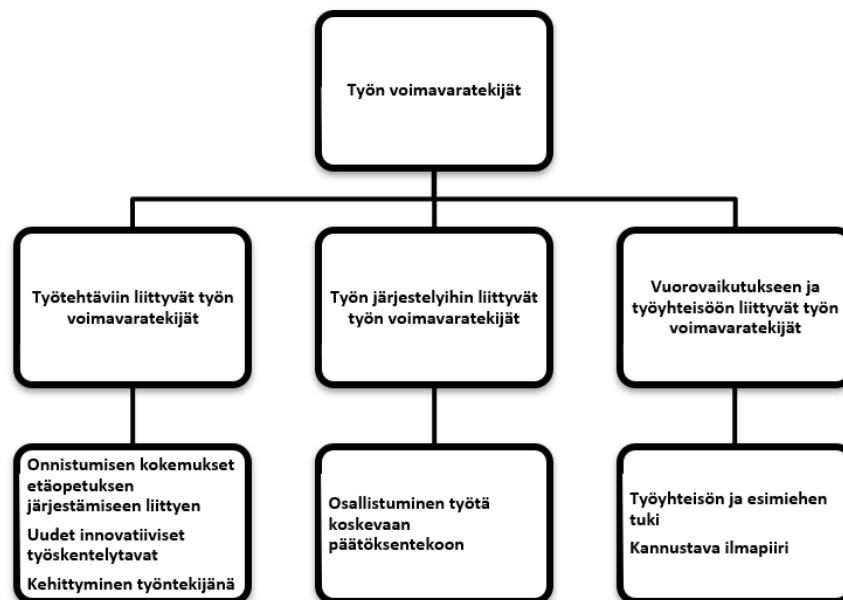 Työn voimavaratekijät
Työtehtäviin liittyvät työn
voimavaratekijät
Työn järjestelyihin liittyvät
työn voimavaratekijät
Vuorovaikutukseen ja
työyhteisöön liittyvät työn
voimavaratekijät
Onnistumisen kokemukset
etäopetuksen
järjestämiseen liittyen
Uudet innovatiiviset
työskentelytavat
Kehittyminen työntekijänä
Osallistuminen työtä
koskevaan
päätöksentekoon
Työyhteisön ja esimiehen
tuki
Kannustava ilmapiiri